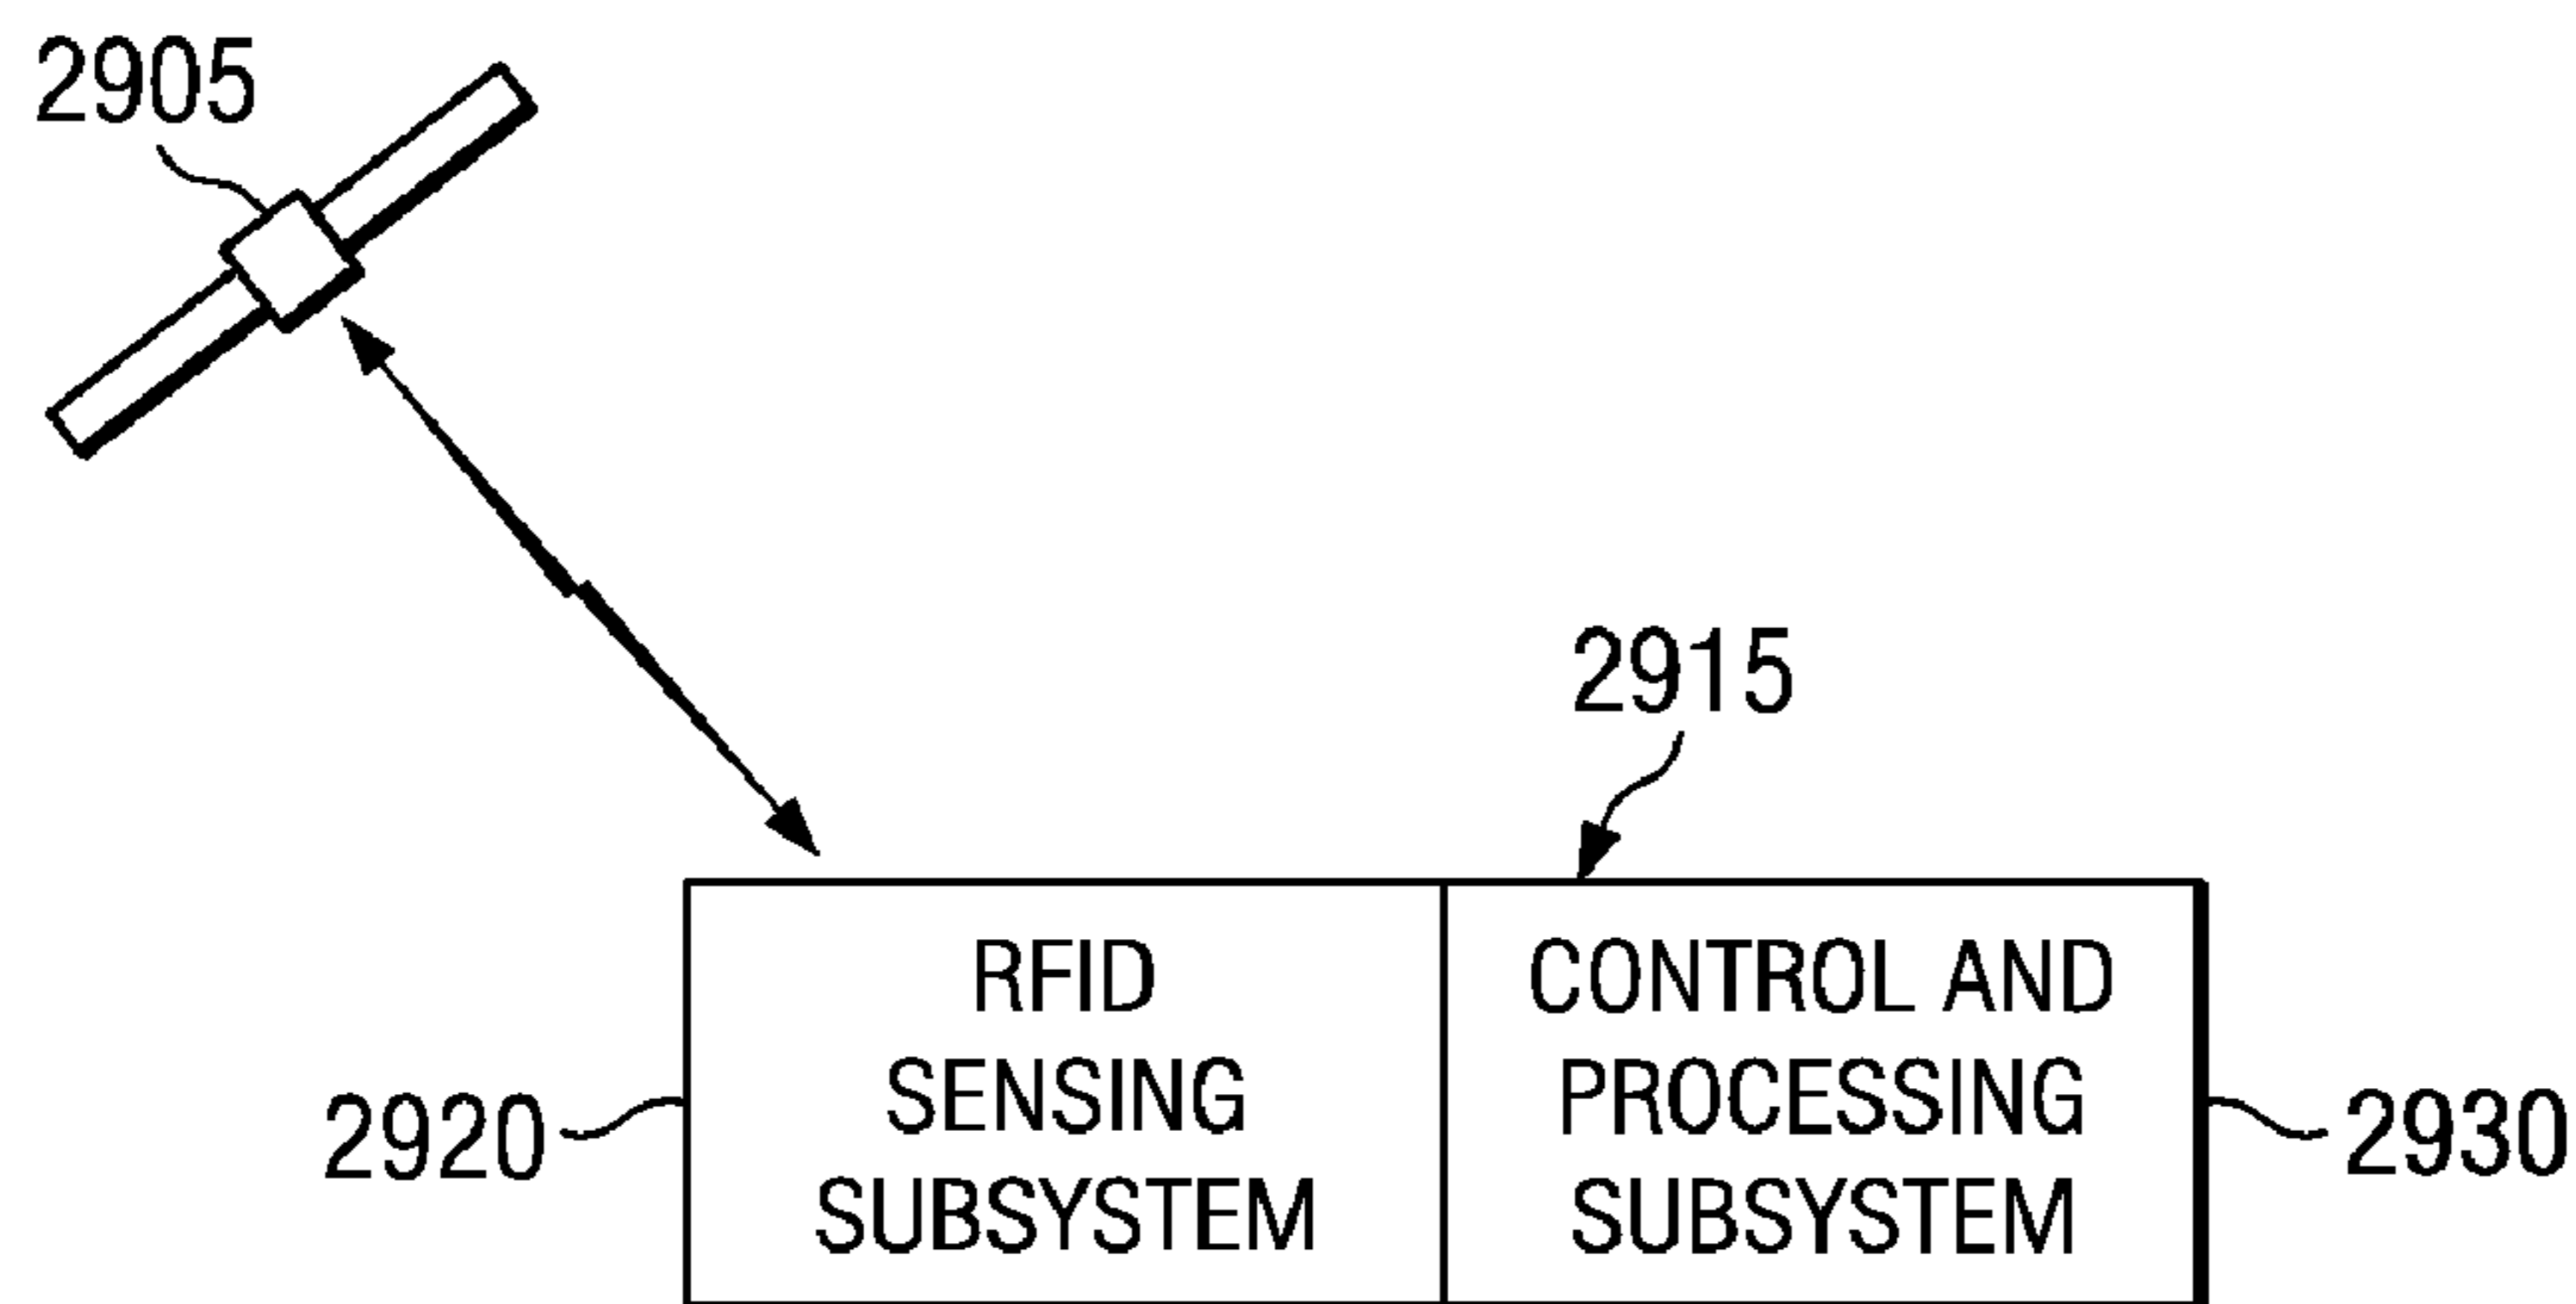 2905
2915
RFID
SENSING
SUBSYSTEM
CONTROL AND
PROCESSING
SUBSYSTEM
2920
2930